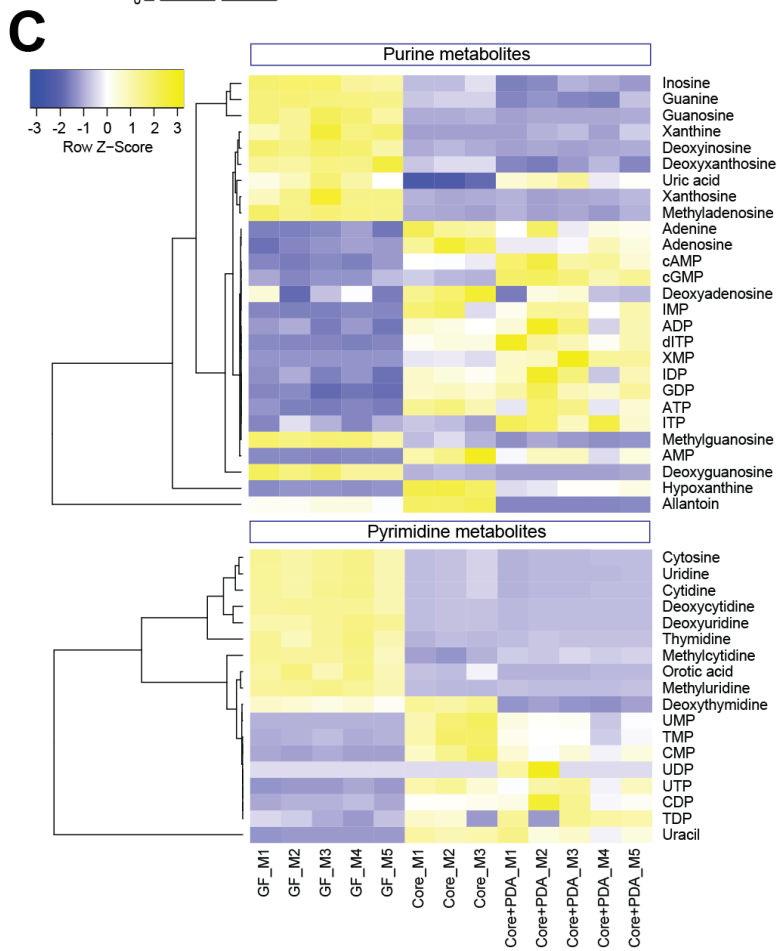 C
Purine metabolites
-3 -1 0 1 2 3
Row Z−Score
Inosine
Guanine
Guanosine
Xanthine
Deoxyinosine
Deoxyxanthosine
Uric acid
Xanthosine
Methyladenosine
Adenine
Adenosine
cAMP
cGMP
Deoxyadenosine
IMP
ADP
dITP
XMP
IDP
GDP
ATP
ITP
Methylguanosine
AMP
Deoxyguanosine
Hypoxanthine
Allantoin
Pyrimidine metabolites
Cytosine
Uridine
Cytidine
Deoxycytidine
Deoxyuridine
Thymidine
Methylcytidine
Orotic acid
Methyluridine
Deoxythymidine
UMP
TMP
CMP
UDP
UTP
CDP
TDP
Uracil
GF_M1
GF_M2
GF_M3
GF_M4
GF_M5
Core_M1
Core_M2
Core_M3
Core+PDA_M1
Core+PDA_M2
Core+PDA_M3
Core+PDA_M4
Core+PDA_M5